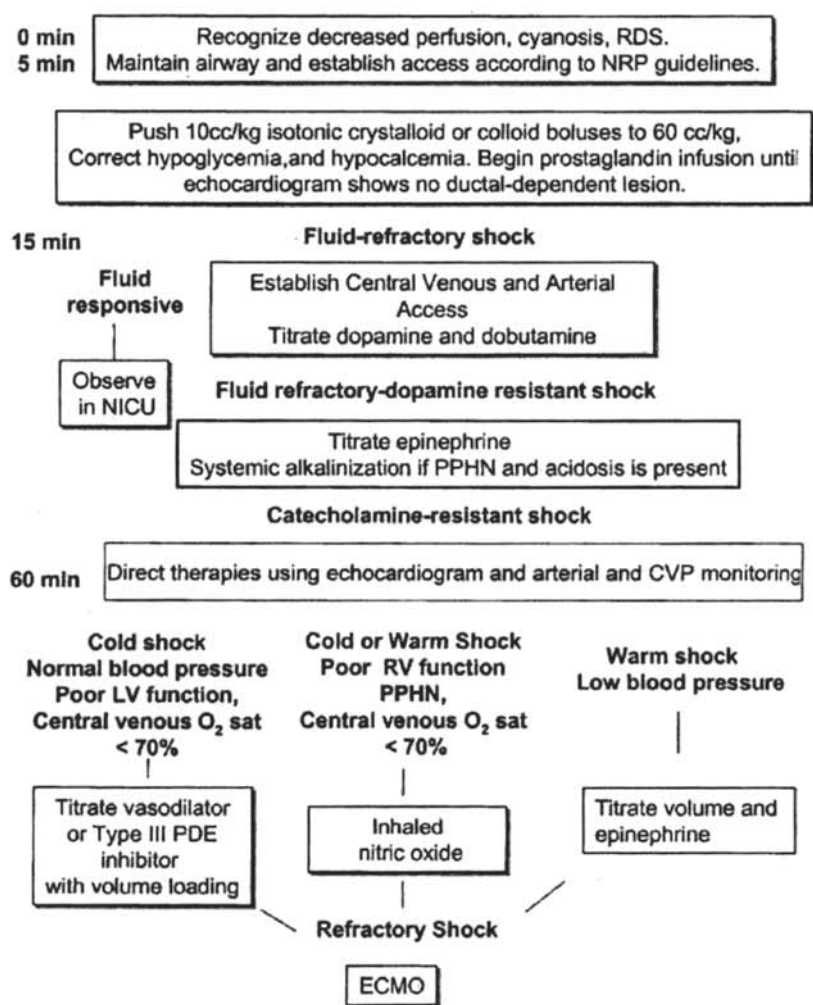 0 min
Recognize decreased perfusion, cyanosis, RDS.
5 min
Maintain airway and establish access according to NRP guidelines.
Push 10cc/kg isotonic crystalloid or colloid boluses to 60 cc/kg,
Correct hypoglycemia,and hypocalcemia. Begin prostaglandin infusion until
echocardiogram shows no ductal-dependent lesion.
15 min
Fluid-refractory shock
Fluid
responsive
Establish Central Venous and Arterial
Access
Titrate dopamine and dobutamine
Observe
in NICU
Fluid refractory-dopamine resistant shock
Titrate epinephrine
Systemic alkalinization if PPHN and acidosis is present
Catecholamine-resistant shock
60 min
Direct therapies using echocardiogram and arterial and CVP monitoring
Cold shock
Normal blood pressure
Poor LV function,
Central venous O₂ sat
< 70%
Cold or Warm Shock
Poor RV function
PPHN,
Central venous O₂ sat
< 70%
Warm shock
Low blood pressure
Titrate vasodilator
or Type III PDE
inhibitor
with volume loading
Inhaled
nitric oxide
Titrate volume and
epinephrine
Refractory Shock
ECMO